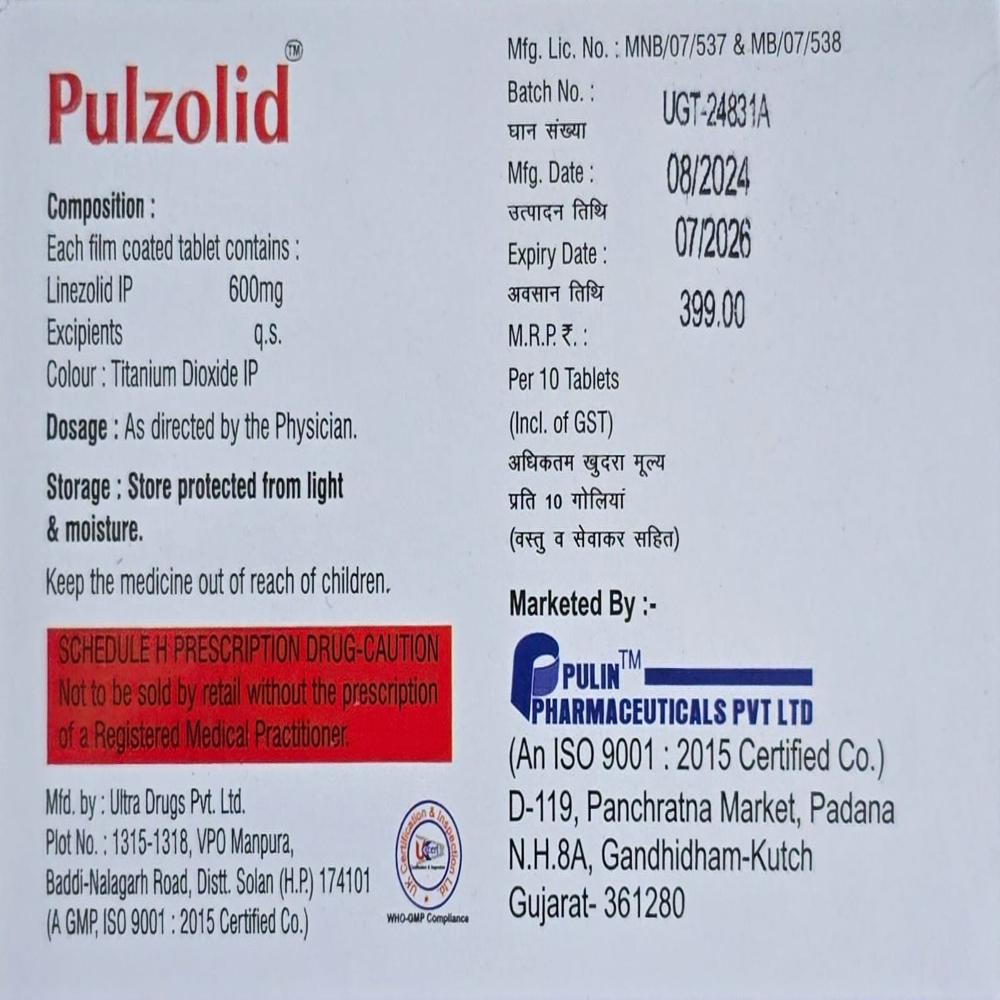 Pulzolid™
Composition :
Each film coated tablet contains :
Linezolid IP 600mg
Excipients q.s.
Colour : Titanium Dioxide IP
Dosage : As directed by the Physician.
Storage : Store protected from light
& moisture.
Keep the medicine out of reach of children.
SCHEDULE H PRESCRIPTION DRUG-CAUTION
Not to be sold by retail without the prescription
of a Registered Medical Practitioner.
Mfd. by : Ultra Drugs Pvt. Ltd.
Plot No. : 1315-1318, VPO Manpura,
Baddi-Nalagarh Road, Distt. Solan (H.P.) 174101
(A GMP, ISO 9001 : 2015 Certified Co.)
UK Certification & Inspection Ltd.
WHO-GMP Compliance
Mfg. Lic. No. : MNB/07/537 & MB/07/538
Batch No. : UGT-24831A
घान संख्या
Mfg. Date : 08/2024
उत्पादन तिथि
Expiry Date : 07/2026
अवसान तिथि
M.R.P. ₹. : 399.00
Per 10 Tablets
(Incl. of GST)
अधिकतम खुदरा मूल्य
प्रति 10 गोलियां
(वस्तु व सेवाकर सहित)
Marketed By :-
PULIN™
PHARMACEUTICALS PVT LTD
(An ISO 9001 : 2015 Certified Co.)
D-119, Panchratna Market, Padana
N.H.8A, Gandhidham-Kutch
Gujarat- 361280